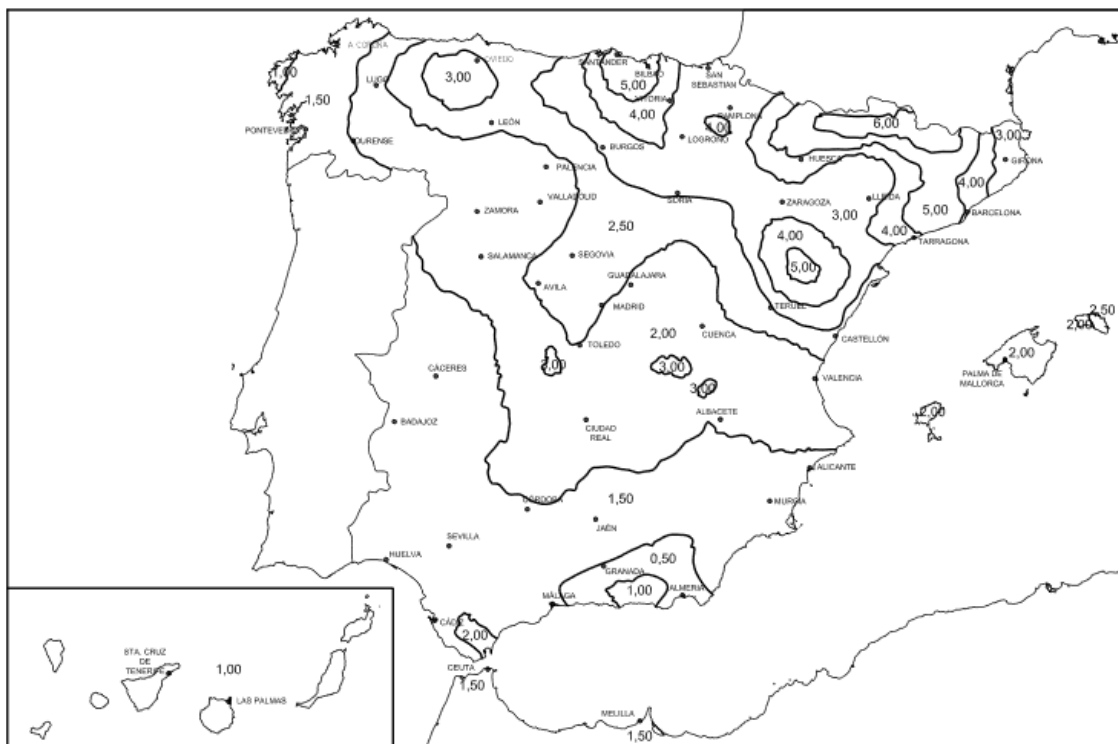 A CORUÑA
SANTANDER
OVIEDO
BILBAO
SAN
SEBASTIAN
1,00
LUGO
3,00
5,00
1,50
VITORIA
4,00
PAMPLONA
4,00
6,00
PONTEVEDRA
LEÓN
LOGROÑO
3,00
OURENSE
BURGOS
HUESCA
GIRONA
PALENCIA
4,00
VALLADOLID
SORIA
ZARAGOZA
LLEIDA
ZAMORA
3,00
5,00
BARCELONA
2,50
4,00
4,00
TARRAGONA
SALAMANCA
SEGOVIA
5,00
GUADALAJARA
AVILA
MADRID
TERUEL
2,50
2,00
2,00
CUENCA
CASTELLÓN
TOLEDO
2,00
3,00
3,00
PALMA DE
MALLORCA
CÁCERES
VALENCIA
3,00
2,00
BADAJOZ
CIUDAD
REAL
ALBACETE
ALICANTE
CÓRDOBA
1,50
MURCIA
JAÉN
SEVILLA
HUELVA
0,50
GRANADA
1,00
ALMERIA
MÁLAGA
CÁDIZ
2,00
CEUTA
1,50
MELILLA
1,50
STA. CRUZ
DE
TENERIFE
1,00
LAS PALMAS